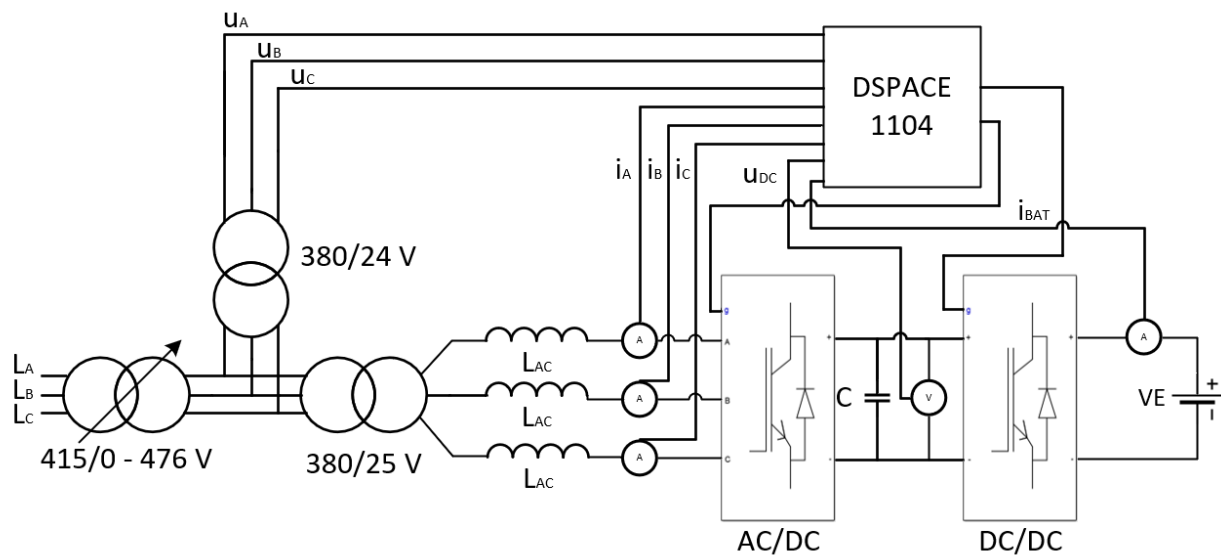 uA
uB
uC
DSPACE
1104
iA iB iC
uDC
iBAT
380/24 V
g
g
LA
LB
LC
415/0 - 476 V
380/25 V
LAC
LAC
LAC
A
A
A
A
B
C
+
-
C
V
+
-
+
-
A
VE
+
−
AC/DC
DC/DC